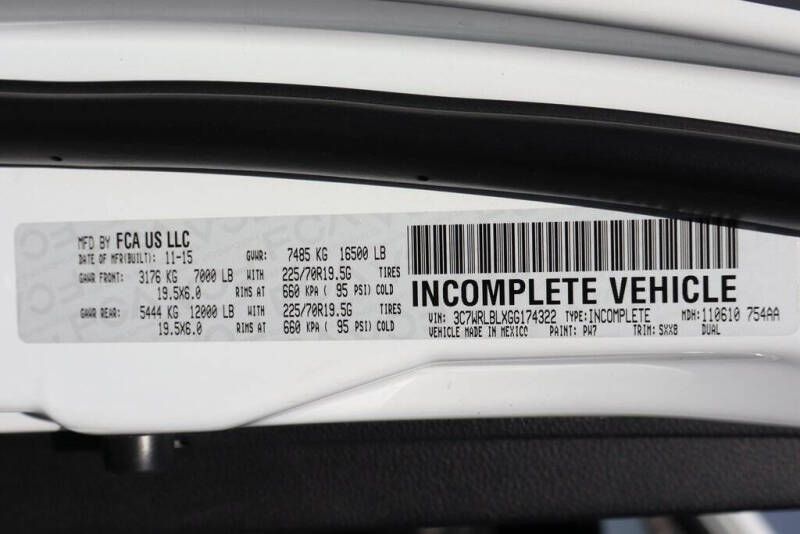 MFD BY FCA US LLC
DATE OF MFR(BUILT): 11-15 GVWR: 7485 KG 16500 LB
GAWR FRONT: 3176 KG 7000 LB WITH 225/70R19.5G TIRES
19.5X6.0 RIMS AT 660 KPA ( 95 PSI) COLD
GAWR REAR: 5444 KG 12000 LB WITH 225/70R19.5G TIRES
19.5X6.0 RIMS AT 660 KPA ( 95 PSI) COLD
INCOMPLETE VEHICLE
VIN: 3C7WRLBLXGG174322 TYPE: INCOMPLETE MDH: 110610 754AA
VEHICLE MADE IN MEXICO PAINT: PW7 TRIM: SXX8 DUAL